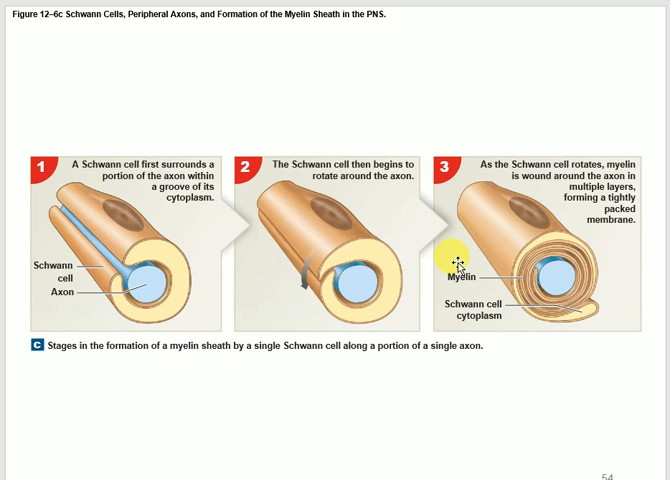 Figure 12–6c Schwann Cells, Peripheral Axons, and Formation of the Myelin Sheath in the PNS.
1
A Schwann cell first surrounds a
portion of the axon within
a groove of its
cytoplasm.
Schwann
cell
Axon
2
The Schwann cell then begins to
rotate around the axon.
3
As the Schwann cell rotates, myelin
is wound around the axon in
multiple layers,
forming a tightly
packed
membrane.
Myelin
Schwann cell
cytoplasm
C Stages in the formation of a myelin sheath by a single Schwann cell along a portion of a single axon.
54